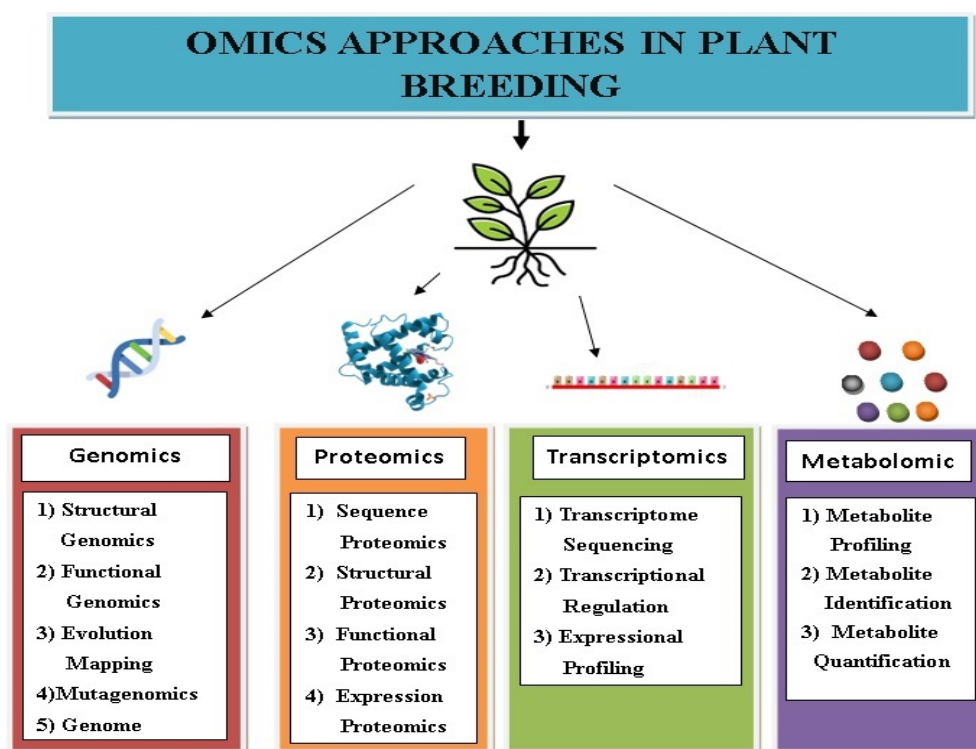 OMICS APPROACHES IN PLANT
BREEDING
Genomics
1) Structural
Genomics
2) Functional
Genomics
3) Evolution
Mapping
4)Mutagenomics
5) Genome
Proteomics
1) Sequence
Proteomics
2) Structural
Proteomics
3) Functional
Proteomics
4) Expression
Proteomics
Transcriptomics
1) Transcriptome
Sequencing
2) Transcriptional
Regulation
3) Expressional
Profiling
Metabolomic
1) Metabolite
Profiling
2) Metabolite
Identification
3) Metabolite
Quantification